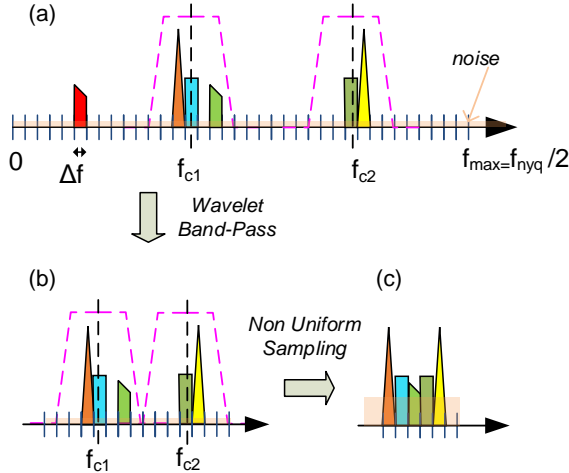 (a)
noise
0
Δf
fc1
fc2
fmax=fnyq/2
Wavelet
Band-Pass
(b)
(c)
Non Uniform
Sampling
fc1
fc2